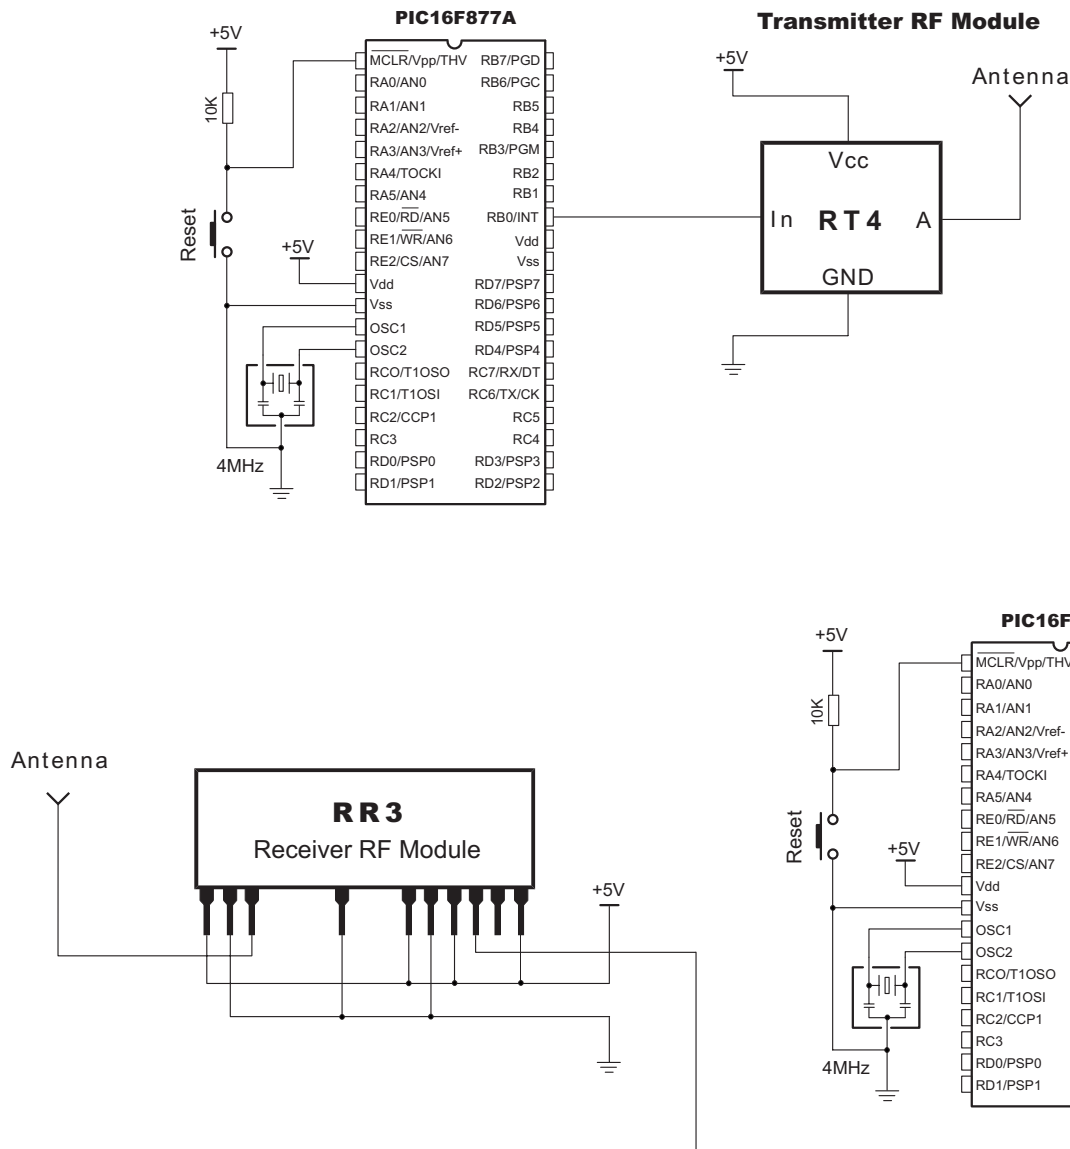 PIC16F877A
Transmitter RF Module
+5V
10K
Reset
+5V
4MHz
MCLR/Vpp/THV RB7/PGD
RA0/AN0 RB6/PGC
RA1/AN1 RB5
RA2/AN2/Vref- RB4
RA3/AN3/Vref+ RB3/PGM
RA4/TOCKI RB2
RA5/AN4 RB1
RE0/RD/AN5 RB0/INT
RE1/WR/AN6 Vdd
RE2/CS/AN7 Vss
Vdd RD7/PSP7
Vss RD6/PSP6
OSC1 RD5/PSP5
OSC2 RD4/PSP4
RCO/T1OSO RC7/RX/DT
RC1/T1OSI RC6/TX/CK
RC2/CCP1 RC5
RC3 RC4
RD0/PSP0 RD3/PSP3
RD1/PSP1 RD2/PSP2
+5V
Antenna
Vcc
In RT4 A
GND
Antenna
RR3
Receiver RF Module
+5V
PIC16F
+5V
10K
Reset
+5V
4MHz
MCLR/Vpp/THV
RA0/AN0
RA1/AN1
RA2/AN2/Vref-
RA3/AN3/Vref+
RA4/TOCKI
RA5/AN4
RE0/RD/AN5
RE1/WR/AN6
RE2/CS/AN7
Vdd
Vss
OSC1
OSC2
RCO/T1OSO
RC1/T1OSI
RC2/CCP1
RC3
RD0/PSP0
RD1/PSP1